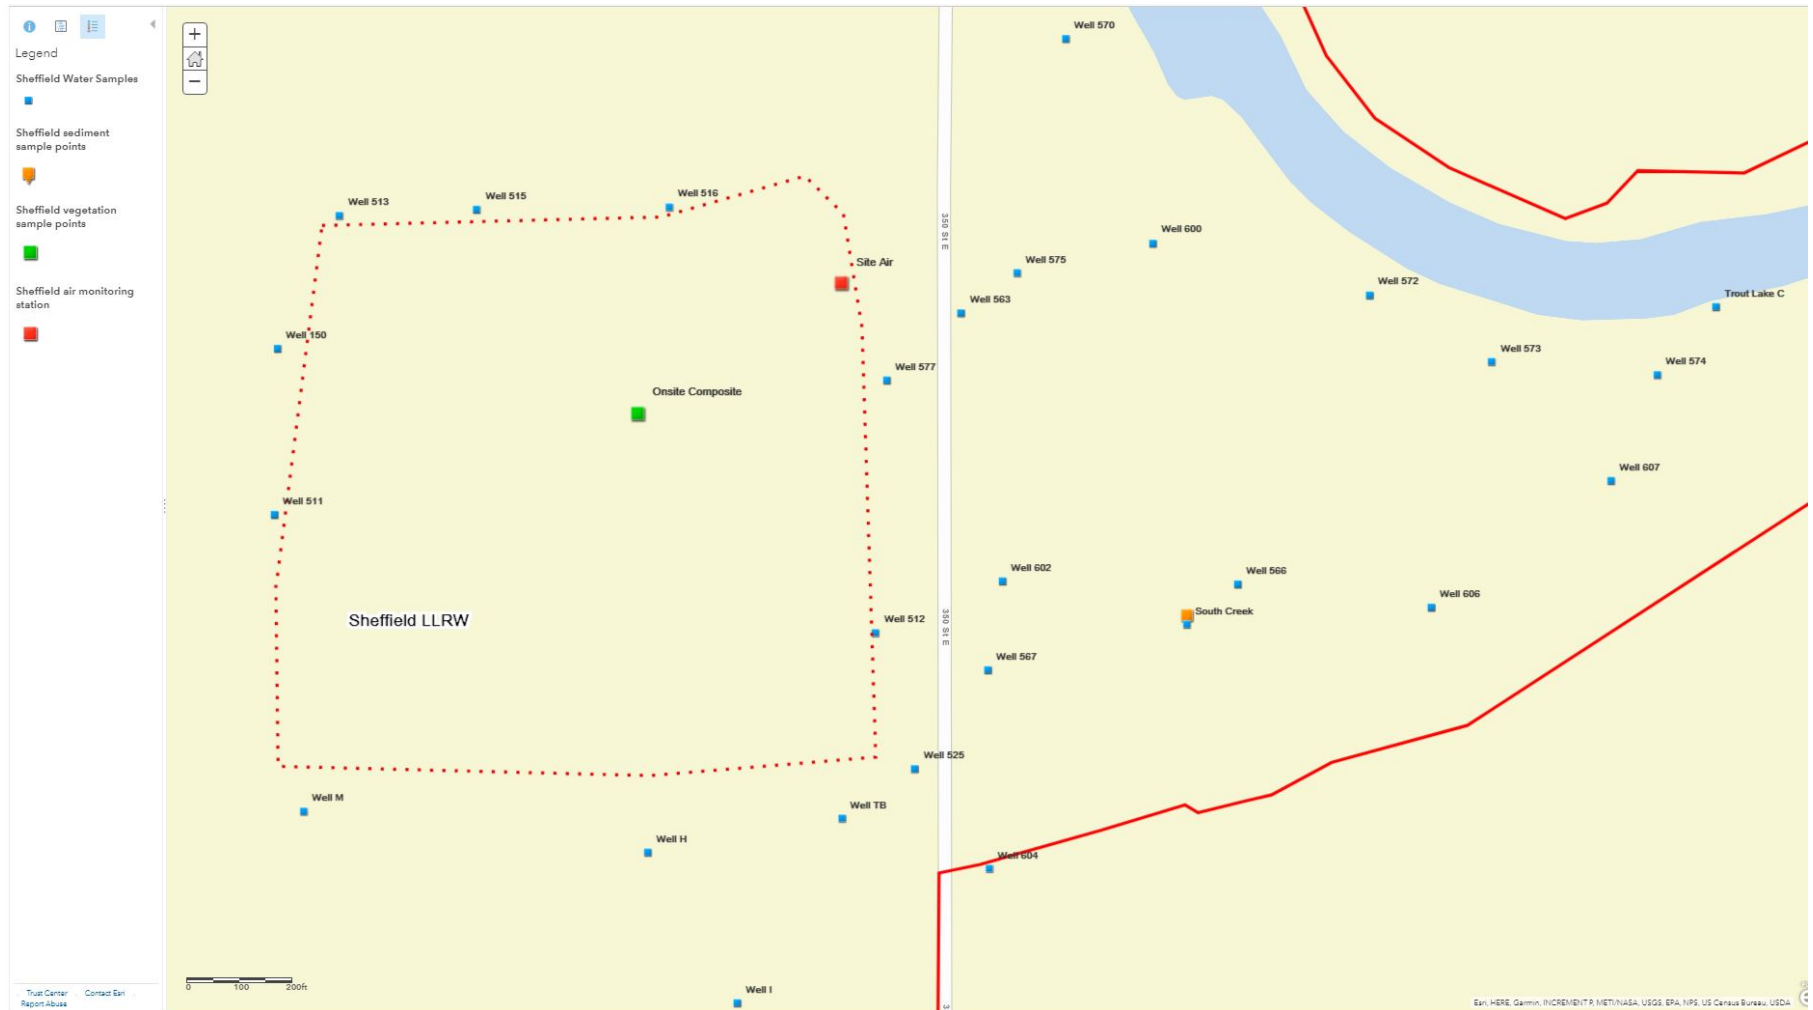 Legend
Sheffield Water Samples
Sheffield sediment
sample points
Sheffield vegetation
sample points
Sheffield air monitoring
station
Trust Center
Contact Esri
Report Abuse
+
−
Well 570
Well 513
Well 515
Well 516
350 St E
Well 600
Site Air
Well 575
Well 572
Well 563
Trout Lake C
Well 150
Well 573
Well 577
Well 574
Onsite Composite
Well 607
Well 511
Well 602
Well 566
Well 606
South Creek
Sheffield LLRW
Well 512
350 St E
Well 567
Well 525
Well M
Well TB
Well H
Well 604
Well I
0 100 200ft
3
Esri, HERE, Garmin, INCREMENT P, METI/NASA, USGS, EPA, NPS, US Census Bureau, USDA